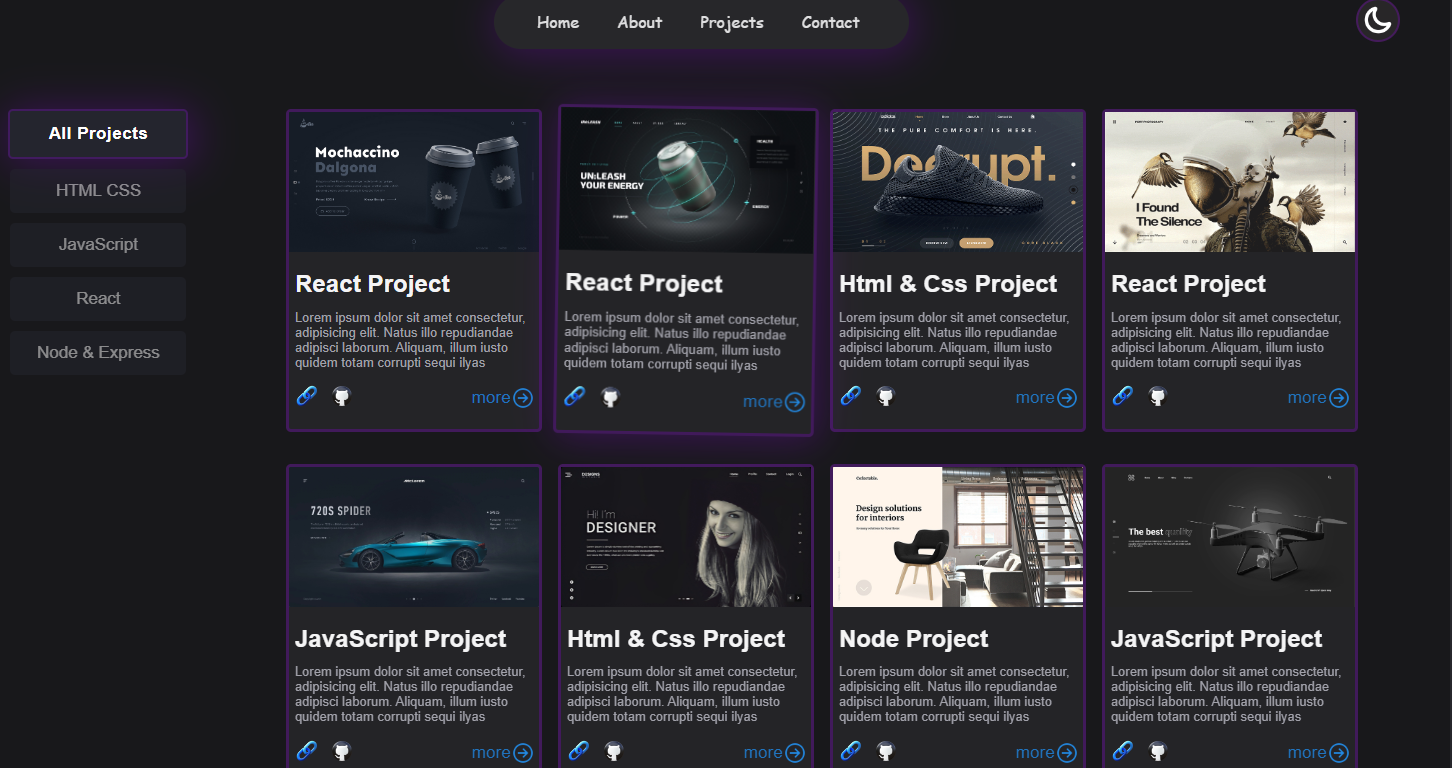 Home About Projects Contact
All Projects
HTML CSS
JavaScript
React
Node & Express
Mochaccino
Dalgona
React Project
Lorem ipsum dolor sit amet consectetur,
adipisicing elit. Natus illo repudiandae
adipisci laborum. Aliquam, illum iusto
quidem totam corrupti sequi ilyas
more
HEALTH
UN:LEASH
YOUR ENERGY
POWER
ENERGY
React Project
Lorem ipsum dolor sit amet consectetur,
adipisicing elit. Natus illo repudiandae
adipisci laborum. Aliquam, illum iusto
quidem totam corrupti sequi ilyas
more
THE PURE COMFORT IS HERE.
Html & Css Project
Lorem ipsum dolor sit amet consectetur,
adipisicing elit. Natus illo repudiandae
adipisci laborum. Aliquam, illum iusto
quidem totam corrupti sequi ilyas
more
I Found
The Silence
React Project
Lorem ipsum dolor sit amet consectetur,
adipisicing elit. Natus illo repudiandae
adipisci laborum. Aliquam, illum iusto
quidem totam corrupti sequi ilyas
more
720S SPIDER
JavaScript Project
Lorem ipsum dolor sit amet consectetur,
adipisicing elit. Natus illo repudiandae
adipisci laborum. Aliquam, illum iusto
quidem totam corrupti sequi ilyas
more
Hi! I'm
DESIGNER
Html & Css Project
Lorem ipsum dolor sit amet consectetur,
adipisicing elit. Natus illo repudiandae
adipisci laborum. Aliquam, illum iusto
quidem totam corrupti sequi ilyas
more
Design solutions
for interiors
Node Project
Lorem ipsum dolor sit amet consectetur,
adipisicing elit. Natus illo repudiandae
adipisci laborum. Aliquam, illum iusto
quidem totam corrupti sequi ilyas
more
The best quality
JavaScript Project
Lorem ipsum dolor sit amet consectetur,
adipisicing elit. Natus illo repudiandae
adipisci laborum. Aliquam, illum iusto
quidem totam corrupti sequi ilyas
more